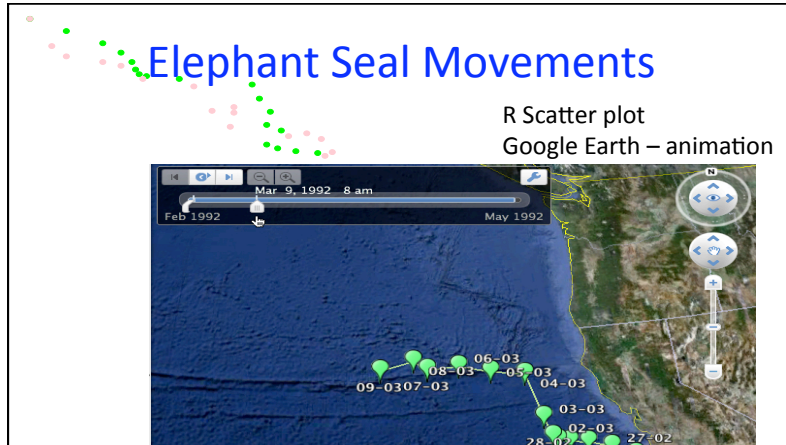 Elephant Seal Movements
R Scatter plot
Google Earth – animation
Mar 9, 1992 8 am
Feb 1992
May 1992
N
06-03
08-03
05-03
09-03
07-03
04-03
03-03
02-03
28-02
27-02